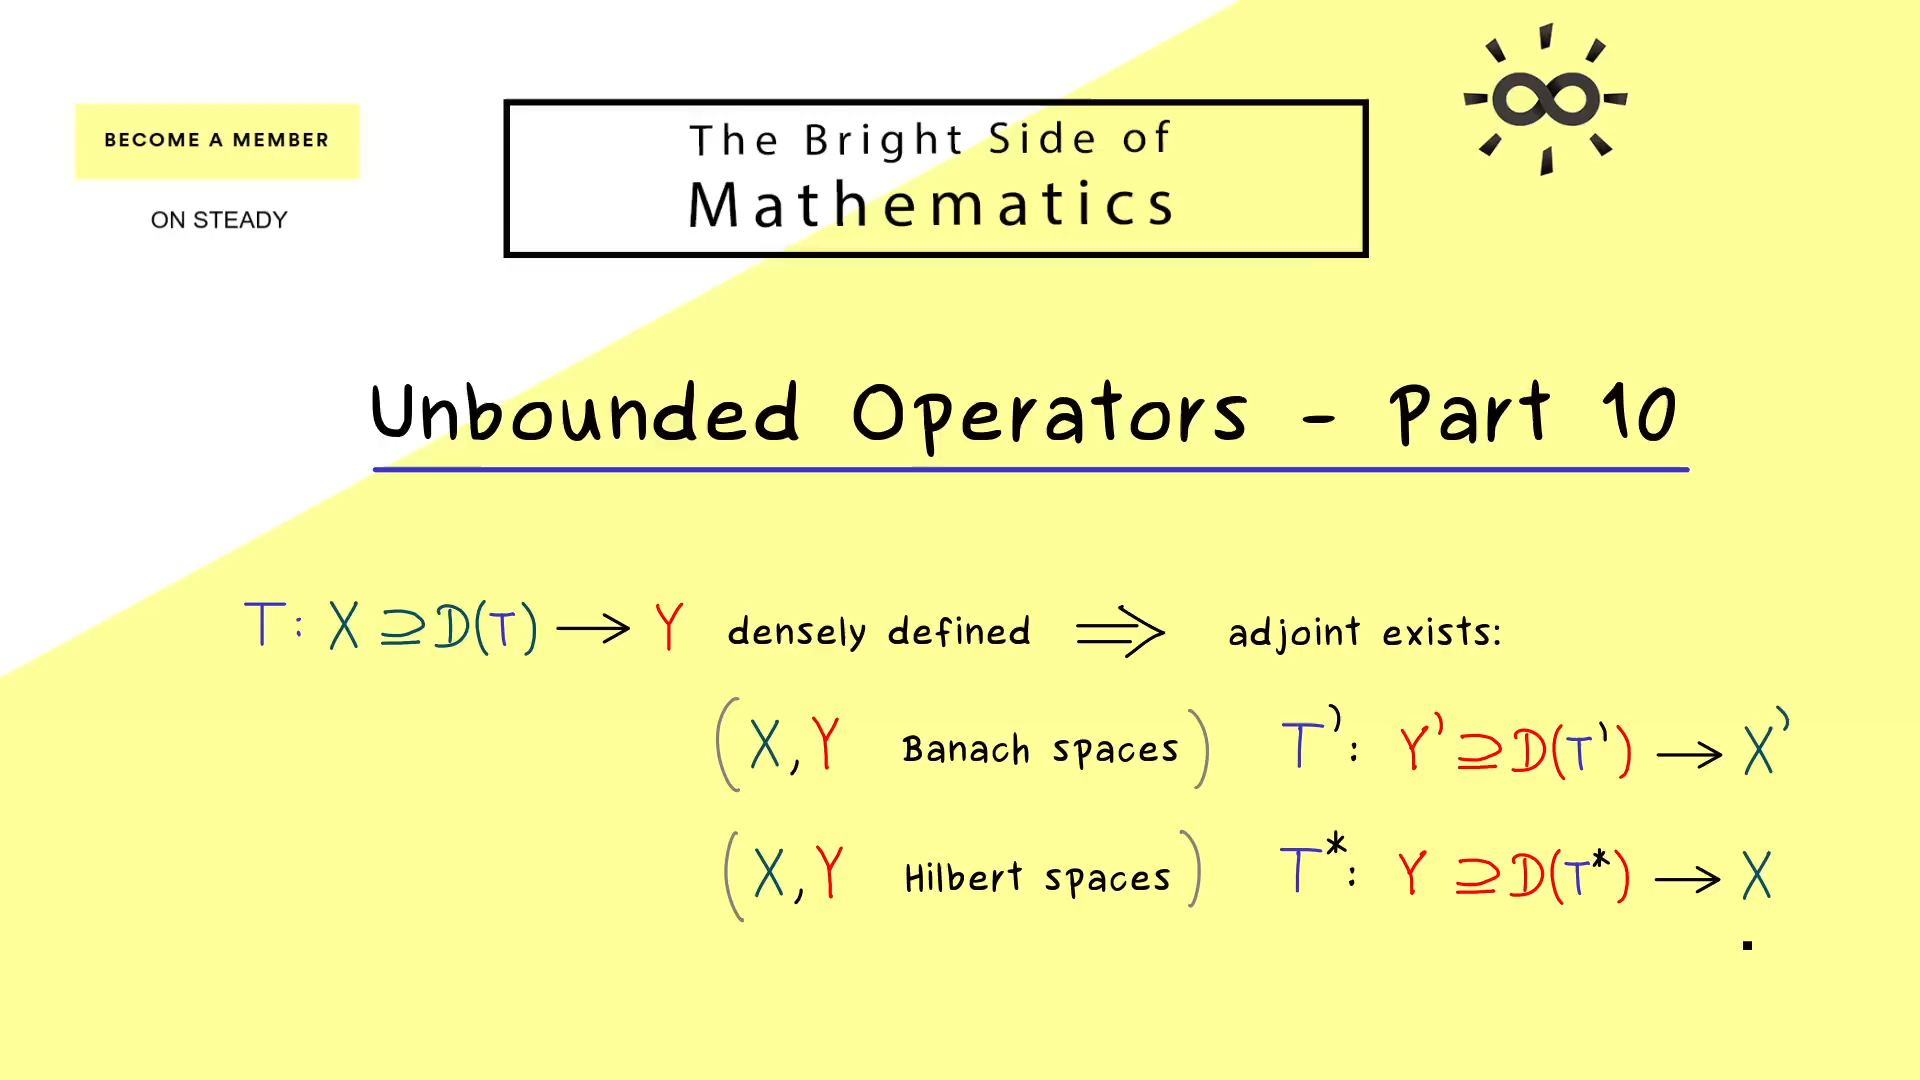 BECOME A MEMBER
ON STEADY
The Bright Side of
Mathematics
Unbounded Operators - Part 10
T: X ⊇ D(T) → Y densely defined ⟹ adjoint exists:
(X, Y Banach spaces) T': Y' ⊇ D(T') → X'
(X, Y Hilbert spaces) T*: Y ⊇ D(T*) → X